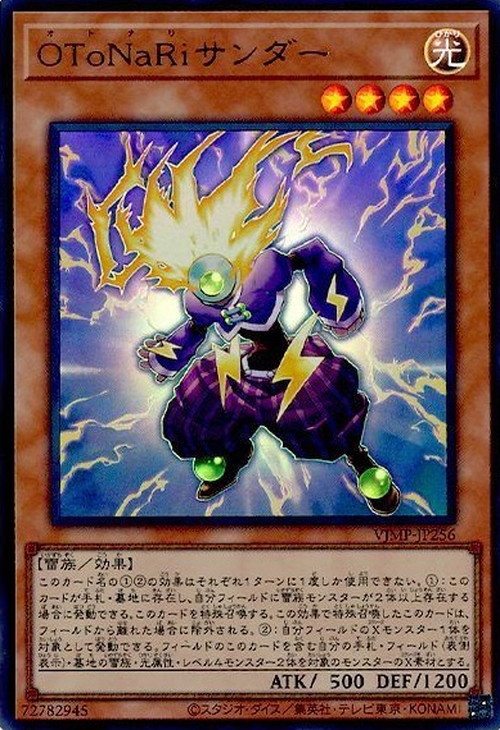 オトナリ
OToNaRiサンダー
ひかり
光
VJMP-JP256
【雷族／効果】
このカード名の①②の効果はそれぞれ1ターンに1度しか使用できない。①：この
カードが手札・墓地に存在し、自分フィールドに雷族モンスターが2体以上存在する
場合に発動できる。このカードを特殊召喚する。この効果で特殊召喚したこのカードは、
フィールドから離れた場合に除外される。②：自分フィールドのXモンスター1体を
対象として発動できる。フィールドのこのカードを含む自分の手札・フィールド（表側
表示）・墓地の雷族・光属性・レベル4モンスター2体を対象のモンスターのX素材とする。
ATK/ 500 DEF/1200
72782945
©スタジオ・ダイス／集英社・テレビ東京・KONAMI